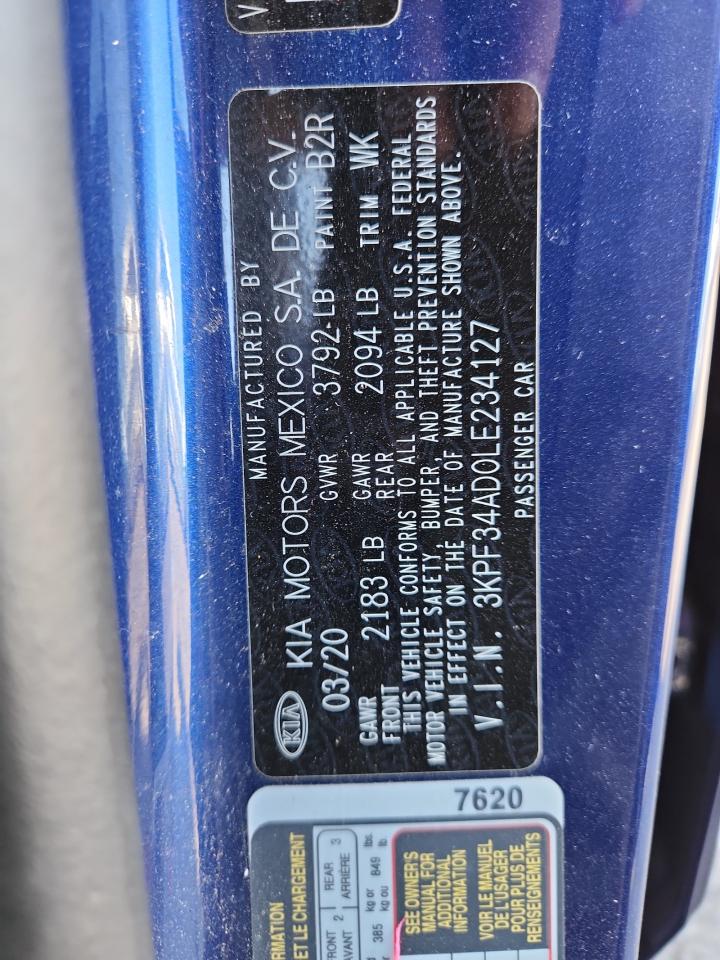 V
MANUFACTURED BY
KIA KIA MOTORS MEXICO S.A. DE C.V.
03/20 GVWR 3792-LB PAINT B2R
GAWR FRONT 2183 LB GAWR REAR 2094 LB TRIM WK
THIS VEHICLE CONFORMS TO ALL APPLICABLE U.S.A. FEDERAL
MOTOR VEHICLE SAFETY, BUMPER, AND THEFT PREVENTION STANDARDS
IN EFFECT ON THE DATE OF MANUFACTURE SHOWN ABOVE.
V.I.N. 3KPF34AD0LE234127
PASSENGER CAR
7620
ET LE CHARGEMENT
FRONT 2 REAR 3
AVANT 2 ARRIÈRE
385 kg or 849 lbs.
kg ou lb
SEE OWNER'S
MANUAL FOR
ADDITIONAL
INFORMATION
VOIR LE MANUEL
DE L'USAGER
POUR PLUS DE
RENSEIGNEMENTS